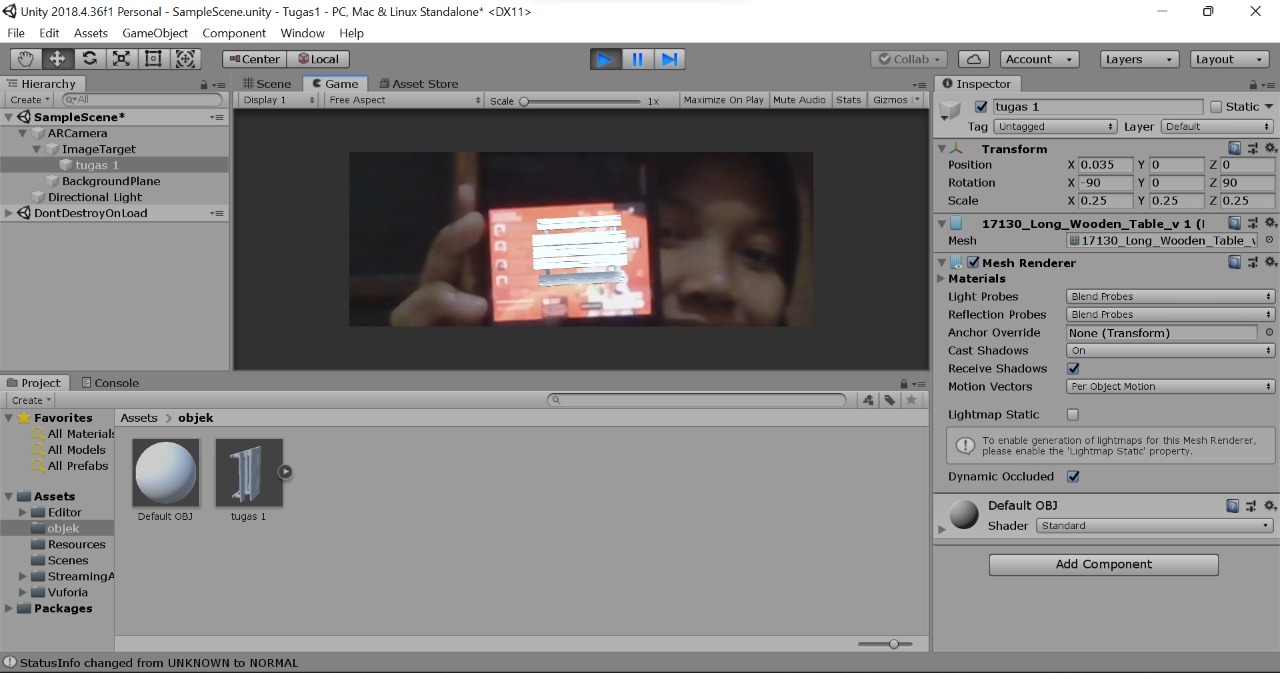 Unity 2018.4.36f1 Personal - SampleScene.unity - Tugas1 - PC, Mac & Linux Standalone* <DX11>
File Edit Assets GameObject Component Window Help
Center Local Collab Account Layers Layout
Hierarchy
Create All
SampleScene*
ARCamera
ImageTarget
tugas 1
BackgroundPlane
Directional Light
DontDestroyOnLoad
Scene Game Asset Store
Display 1 Free Aspect Scale 1x Maximize On Play Mute Audio Stats Gizmos
Inspector
tugas 1 Static
Tag Untagged Layer Default
Transform
Position X 0.035 Y 0 Z 0
Rotation X -90 Y 0 Z 90
Scale X 0.25 Y 0.25 Z 0.25
17130_Long_Wooden_Table_v 1 (
Mesh 17130_Long_Wooden_Table_
Mesh Renderer
Materials
Light Probes Blend Probes
Reflection Probes Blend Probes
Anchor Override None (Transform)
Cast Shadows On
Receive Shadows
Motion Vectors Per Object Motion
Lightmap Static
To enable generation of lightmaps for this Mesh Renderer,
please enable the 'Lightmap Static' property.
Dynamic Occluded
Default OBJ
Shader Standard
Add Component
Project Console
Create
Favorites
All Materials
All Models
All Prefabs
Assets
Editor
objek
Resources
Scenes
StreamingA
Vuforia
Packages
Assets > objek
Default OBJ tugas 1
StatusInfo changed from UNKNOWN to NORMAL